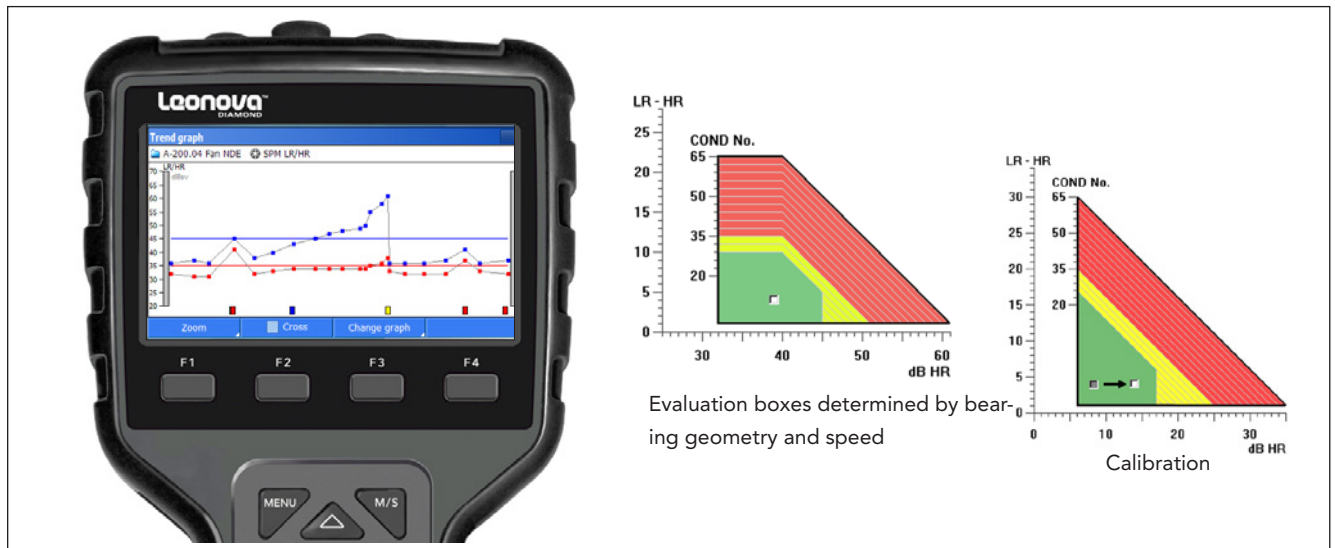 Leonova™
DIAMOND
Trend graph
A-200.04 Fan NDE SPM LR/HR
LR/HR
dBsv
70
65
60
55
50
45
40
35
30
25
20
Zoom
Cross
Change graph
F1
F2
F3
F4
MENU
M/S
LR - HR
25
20
15
10
5
0
COND No.
65
50
35
20
30
40
50
60
dB HR
Evaluation boxes determined by bear-
ing geometry and speed
LR - HR
30
25
20
15
10
5
0
COND No.
65
50
35
20
0
10
20
30
dB HR
Calibration